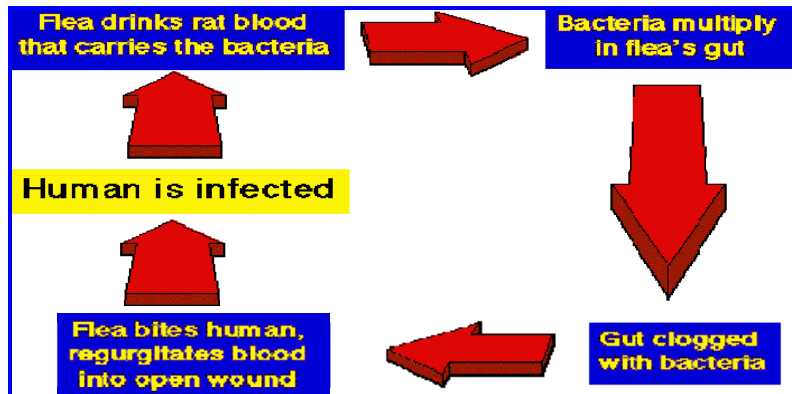 Flea drinks rat blood
that carries the bacteria
Bacteria multiply
in flea's gut
Human is infected
Flea bites human,
regurgitates blood
into open wound
Gut clogged
with bacteria